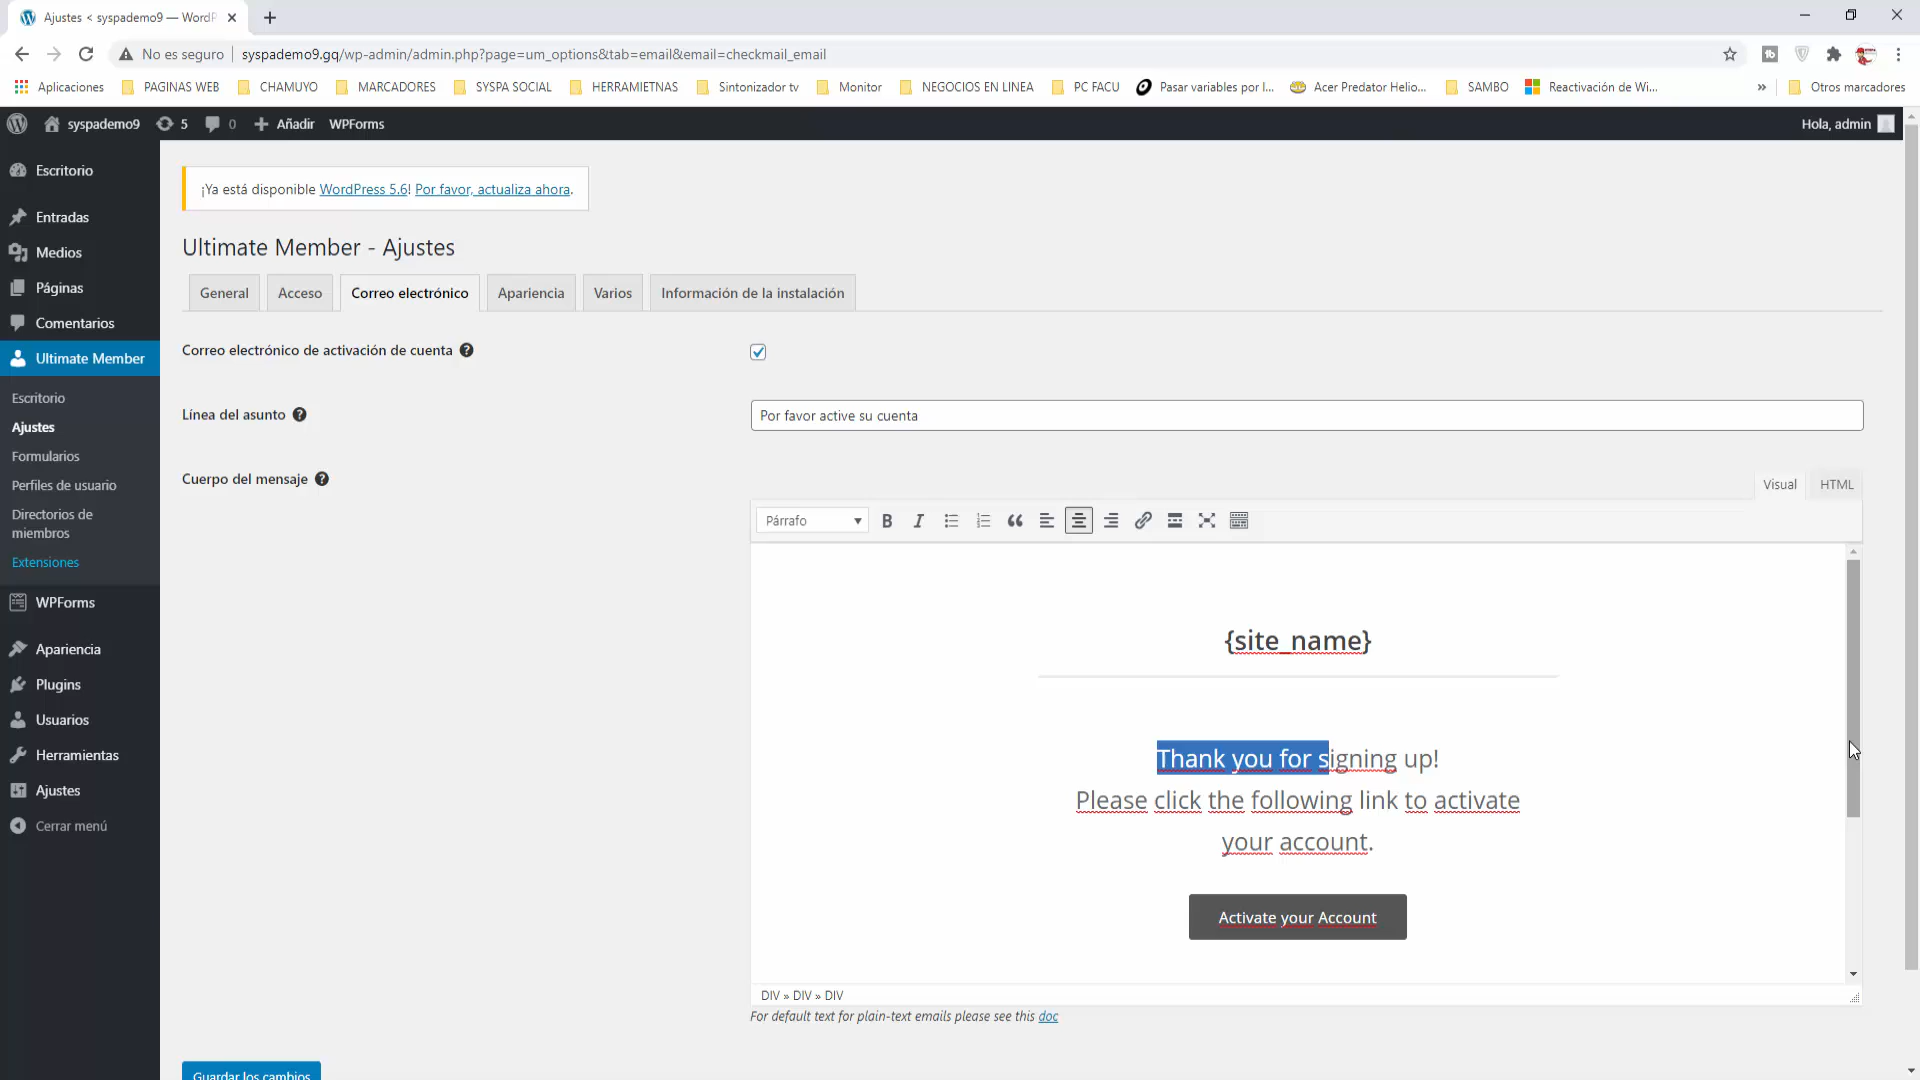 Ajustes < syspademo9 — WordP
No es seguro
syspademo9.gq/wp-admin/admin.php?page=um_options&tab=email&email=checkmail_email
Aplicaciones
PAGINAS WEB
CHAMUYO
MARCADORES
SYSPA SOCIAL
HERRAMIETNAS
Sintonizador tv
Monitor
NEGOCIOS EN LINEA
PC FACU
Pasar variables por l...
Acer Predator Helio...
SAMBO
Reactivación de Wi...
»
Otros marcadores
syspademo9
5
0
Añadir
WPForms
Hola, admin
Escritorio
Entradas
Medios
Páginas
Comentarios
Ultimate Member
Escritorio
Ajustes
Formularios
Perfiles de usuario
Directorios de
miembros
Extensiones
WPForms
Apariencia
Plugins
Usuarios
Herramientas
Ajustes
Cerrar menú
¡Ya está disponible WordPress 5.6! Por favor, actualiza ahora.
Ultimate Member - Ajustes
General
Acceso
Correo electrónico
Apariencia
Varios
Información de la instalación
Correo electrónico de activación de cuenta
Línea del asunto
Por favor active su cuenta
Cuerpo del mensaje
Visual
HTML
Párrafo
{site_name}
Thank you for signing up!
Please click the following link to activate
your account.
Activate your Account
DIV » DIV » DIV
For default text for plain-text emails please see this doc
Guardar los cambios